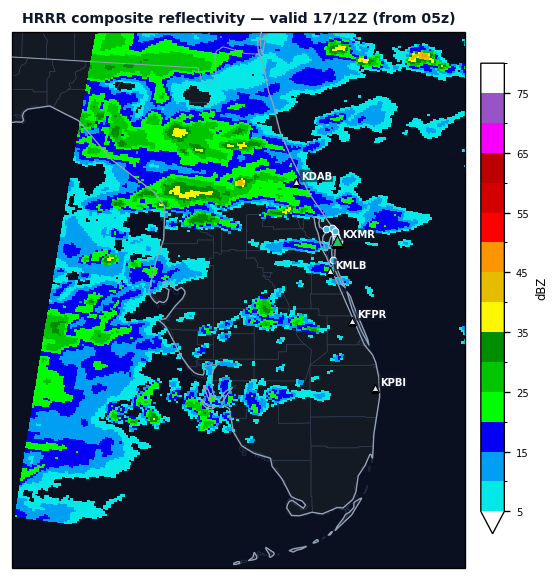 HRRR composite reflectivity — valid 17/12Z (from 05z)
KDAB
KXMR
KMLB
KFPR
KPBI
75
65
55
45
35
25
15
5
dBZ